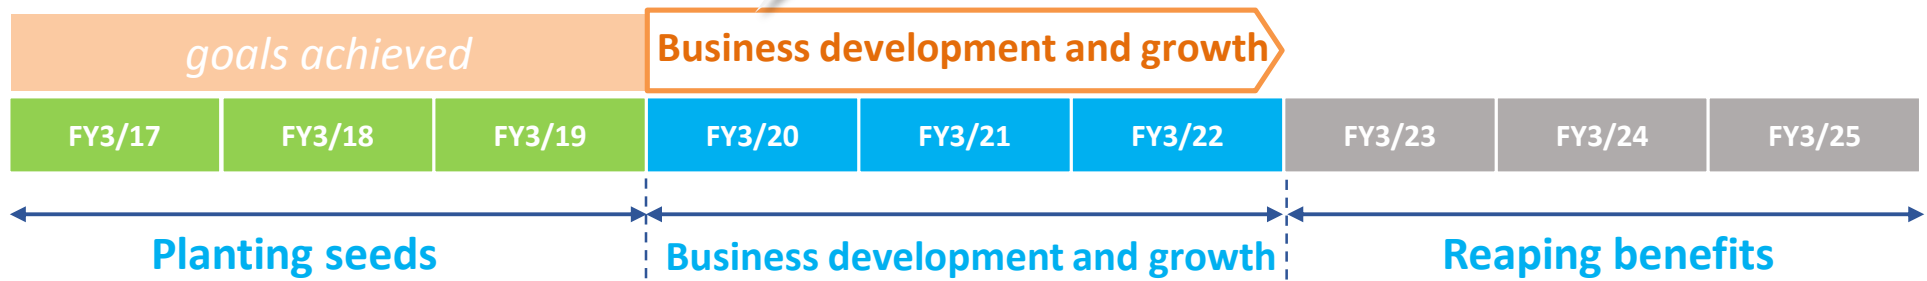 goals achieved
Business development and growth
FY3/17
FY3/18
FY3/19
FY3/20
FY3/21
FY3/22
FY3/23
FY3/24
FY3/25
Planting seeds
Business development and growth
Reaping benefits